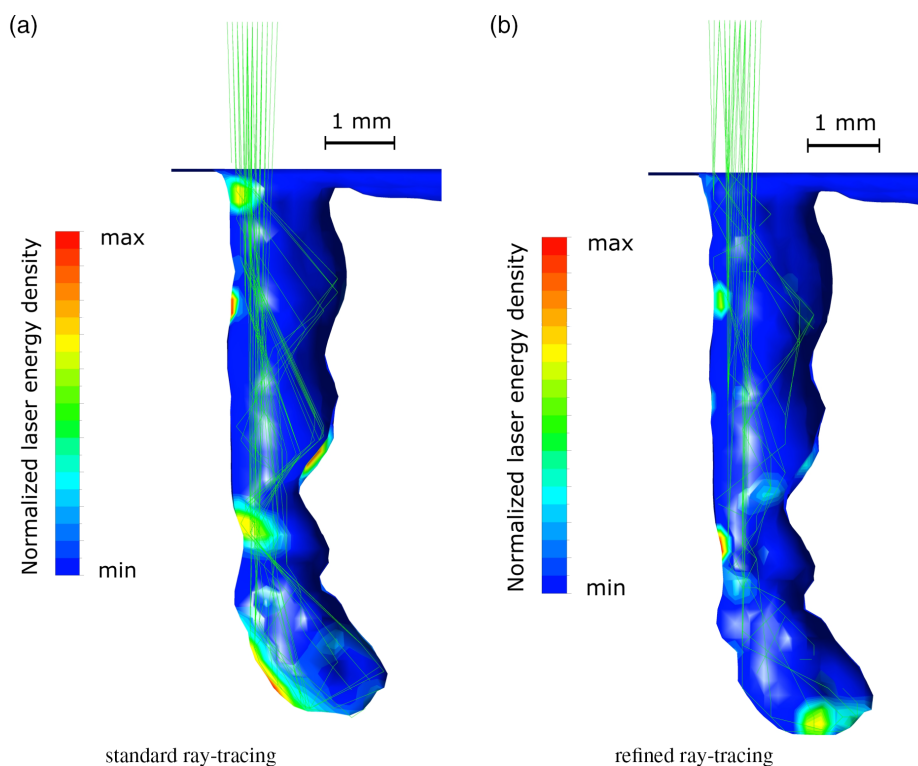 (a)
1 mm
Normalized laser energy density
max
min
standard ray-tracing
(b)
1 mm
Normalized laser energy density
max
min
refined ray-tracing